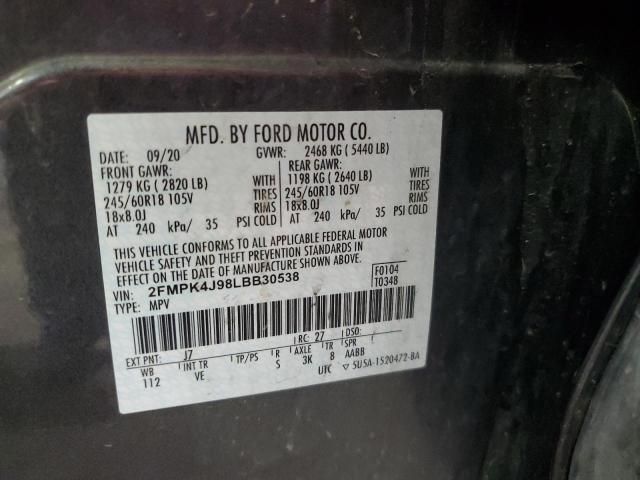 MFD. BY FORD MOTOR CO.
DATE: 09/20 GVWR: 2468 KG ( 5440 LB)
FRONT GAWR: REAR GAWR:
1279 KG ( 2820 LB) WITH 1198 KG ( 2640 LB) WITH
245/60R18 105V TIRES 245/60R18 105V TIRES
18x8.0J RIMS 18x8.0J RIMS
AT 240 kPa/ 35 PSI COLD AT 240 kPa/ 35 PSI COLD
THIS VEHICLE CONFORMS TO ALL APPLICABLE FEDERAL MOTOR
VEHICLE SAFETY AND THEFT PREVENTION STANDARDS IN
EFFECT ON THE DATE OF MANUFACTURE SHOWN ABOVE.
VIN: 2FMPK4J98LBB30538 F0104
TYPE: MPV T0348
EXT PNT: J7 RC: 27 DSO:
WB INT TR TP/PS R AXLE TR SPR
112 VE S 3K 8 AABB
UTC ▽ 5U5A-1520472-BA